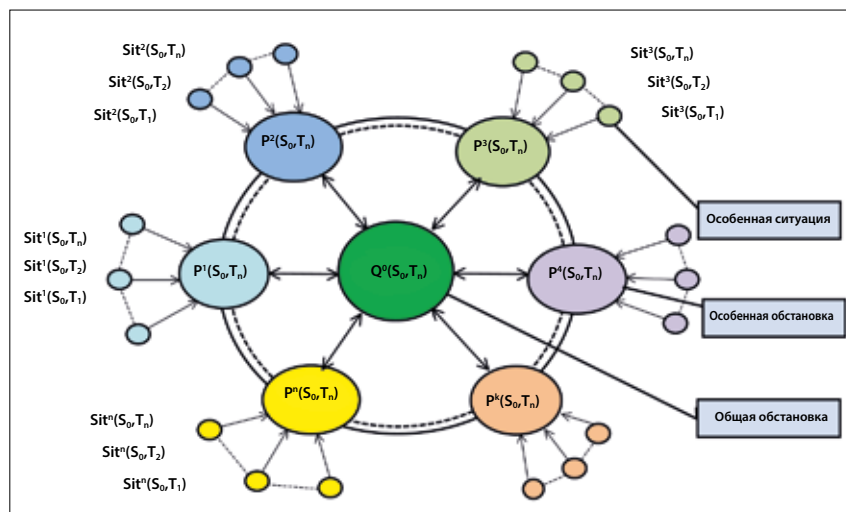 Sit²(S₀,Tₙ)
Sit²(S₀,T₂)
Sit²(S₀,T₁)
Sit³(S₀,Tₙ)
Sit³(S₀,T₂)
Sit³(S₀,T₁)
P²(S₀,Tₙ)
P³(S₀,Tₙ)
Особенная ситуация
Sit¹(S₀,Tₙ)
Sit¹(S₀,T₂)
Sit¹(S₀,T₁)
P¹(S₀,Tₙ)
Q⁰(S₀,Tₙ)
P⁴(S₀,Tₙ)
Особенная обстановка
Pⁿ(S₀,Tₙ)
Pᵏ(S₀,Tₙ)
Общая обстановка
Sitⁿ(S₀,Tₙ)
Sitⁿ(S₀,T₂)
Sitⁿ(S₀,T₁)